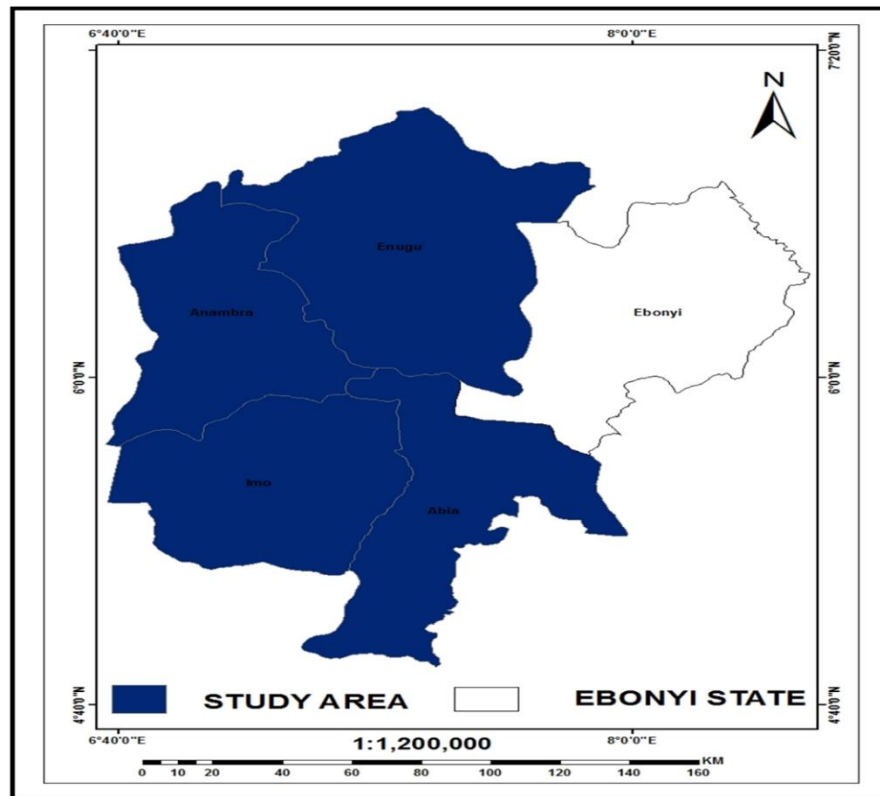 6°40'0"E 8°0'0"E
7°20'0"N
N
Enugu
Anambra
Ebonyi
6°0'0"N 6°0'0"N
Imo
Abia
STUDY AREA EBONYI STATE
4°40'0"N 4°40'0"N
6°40'0"E 8°0'0"E
1:1,200,000
0 10 20 40 60 80 100 120 140 160 KM